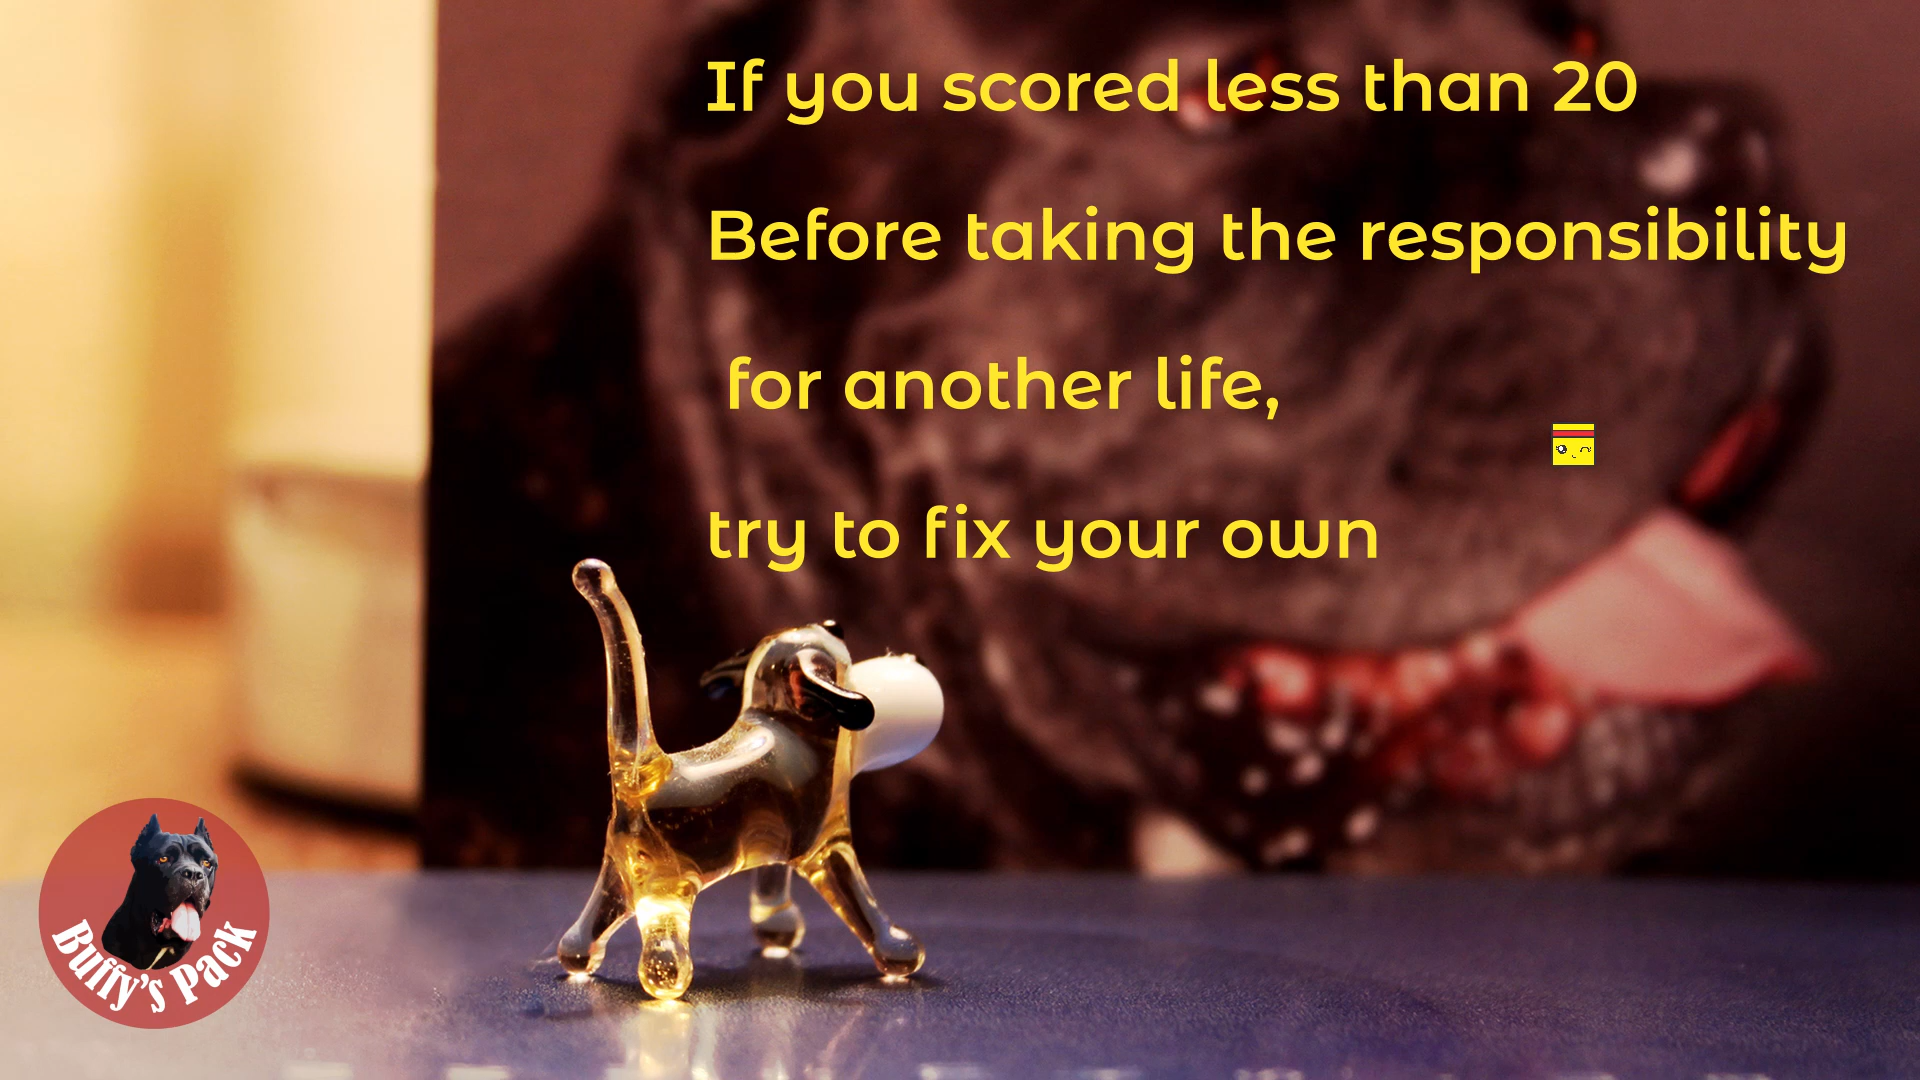 If you scored less than 20
Before taking the responsibility
for another life,
try to fix your own
Buffy's Pack